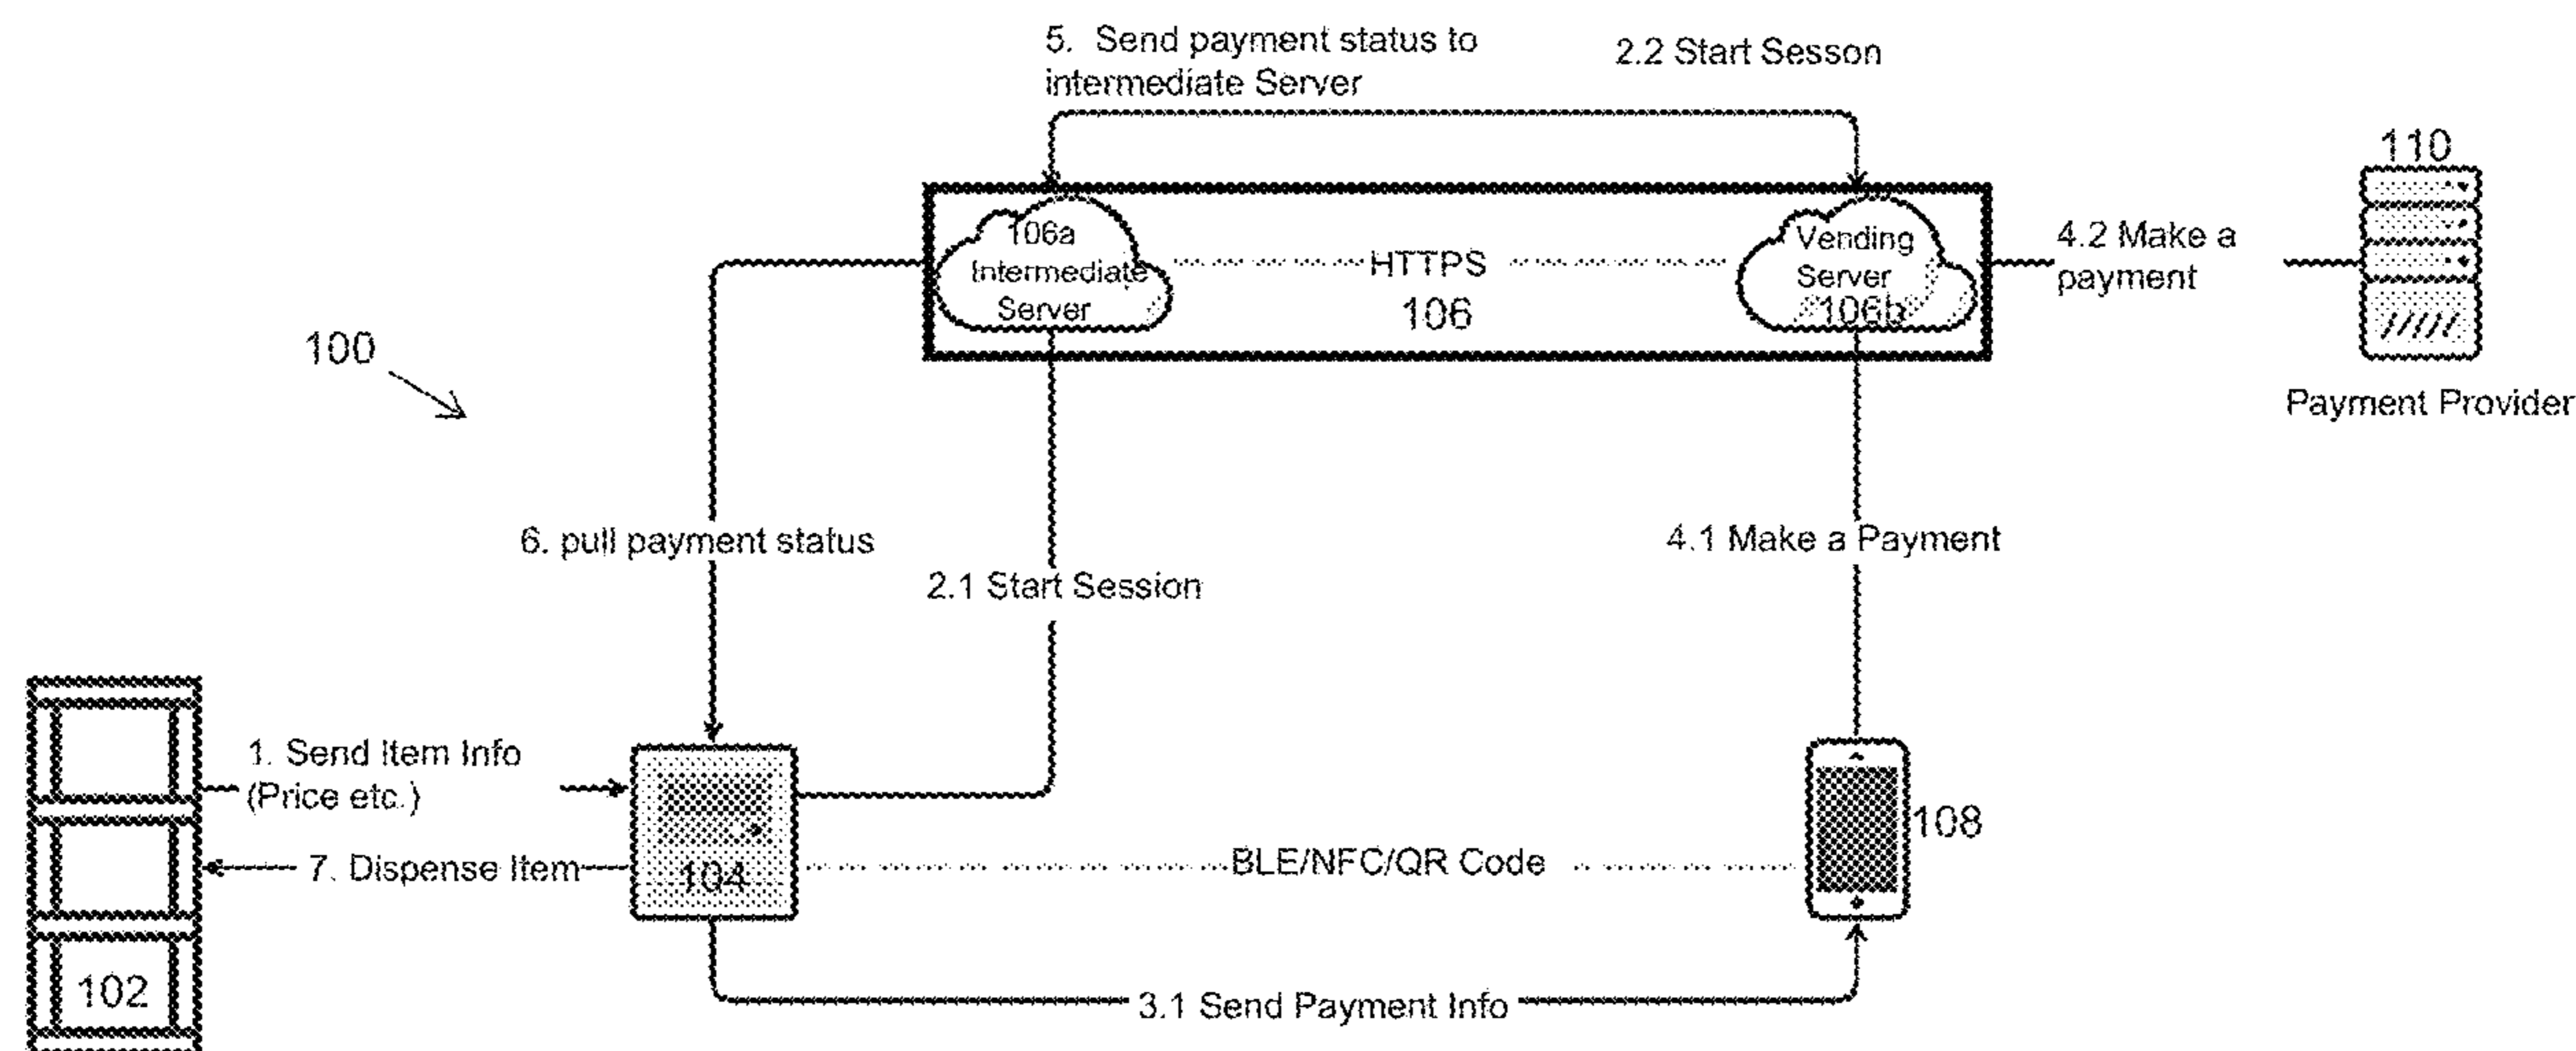 5. Send payment status to
intermediate Server
2.2 Start Sesson
110
106a
Intermediate
Server
HTTPS
106
Vending
Server
106b
4.2 Make a
payment
100
Payment Provider
6. pull payment status
4.1 Make a Payment
2.1 Start Session
1. Send Item Info
(Price etc.)
108
7. Dispense Item
104
BLE/NFC/QR Code
102
3.1 Send Payment Info